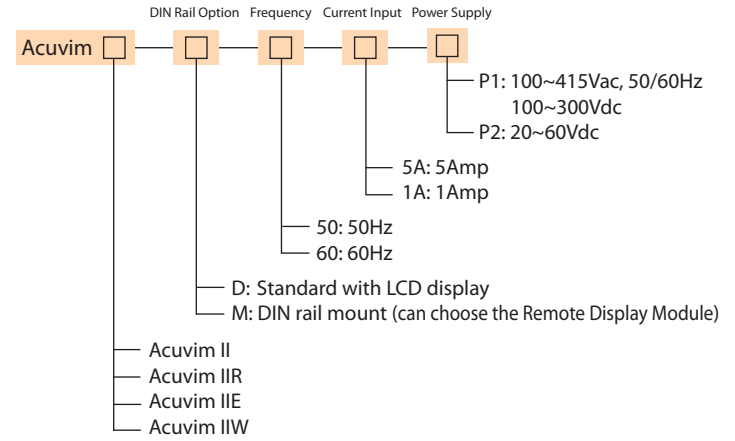 DIN Rail Option Frequency Current Input Power Supply
Acuvim
P1: 100~415Vac, 50/60Hz
100~300Vdc
P2: 20~60Vdc
5A: 5Amp
1A: 1Amp
50: 50Hz
60: 60Hz
D: Standard with LCD display
M: DIN rail mount (can choose the Remote Display Module)
Acuvim II
Acuvim IIR
Acuvim IIE
Acuvim IIW